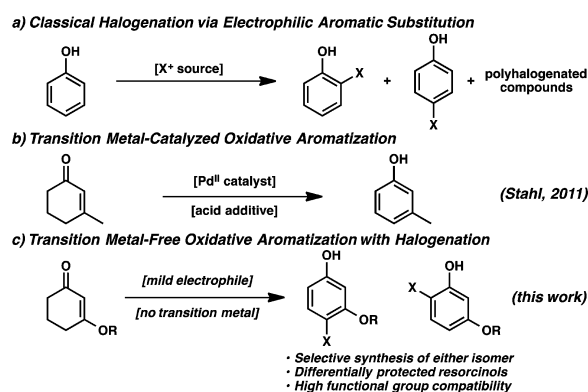 a) Classical Halogenation via Electrophilic Aromatic Substitution
OH
[X+ source]
OH
X
+
OH
X
+
polyhalogenated
compounds
b) Transition Metal-Catalyzed Oxidative Aromatization
O
[PdII catalyst]
[acid additive]
OH
(Stahl, 2011)
c) Transition Metal-Free Oxidative Aromatization with Halogenation
O
OR
[mild electrophile]
[no transition metal]
OH
OR
X
OH
X
OR
(this work)
• Selective synthesis of either isomer
• Differentially protected resorcinols
• High functional group compatibility